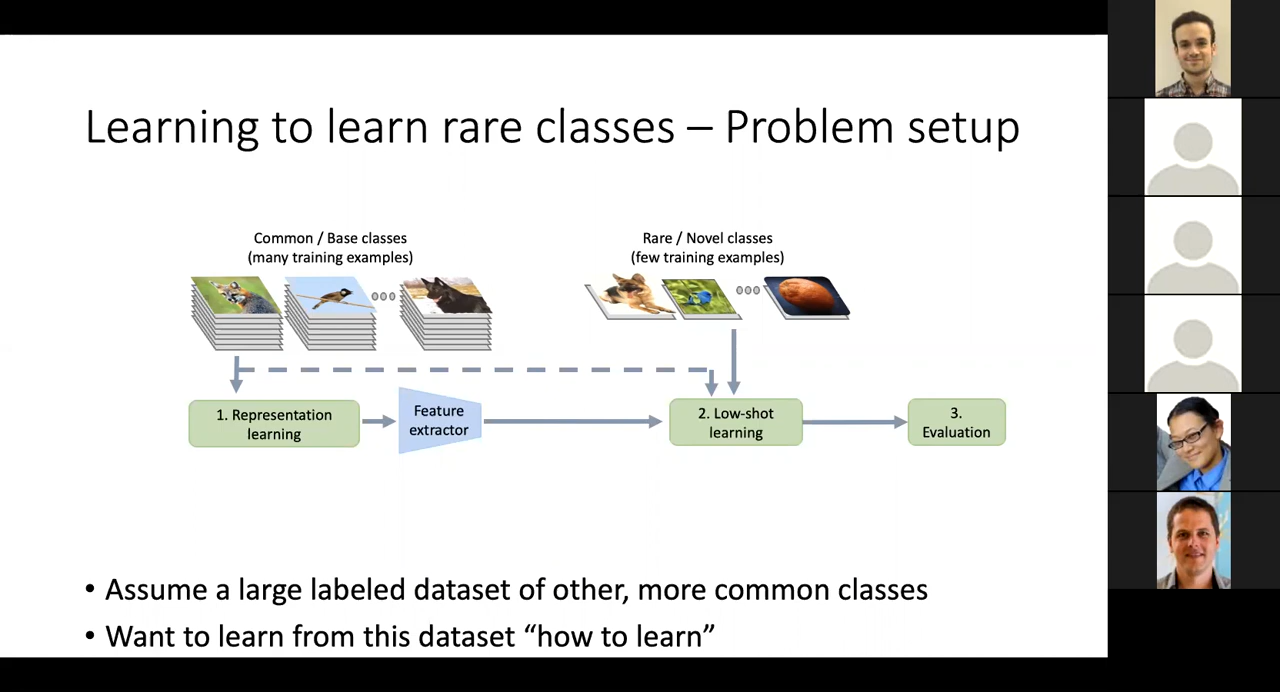 Learning to learn rare classes – Problem setup
Common / Base classes
(many training examples)
Rare / Novel classes
(few training examples)
1. Representation
learning
Feature
extractor
2. Low-shot
learning
3.
Evaluation
• Assume a large labeled dataset of other, more common classes
• Want to learn from this dataset “how to learn”